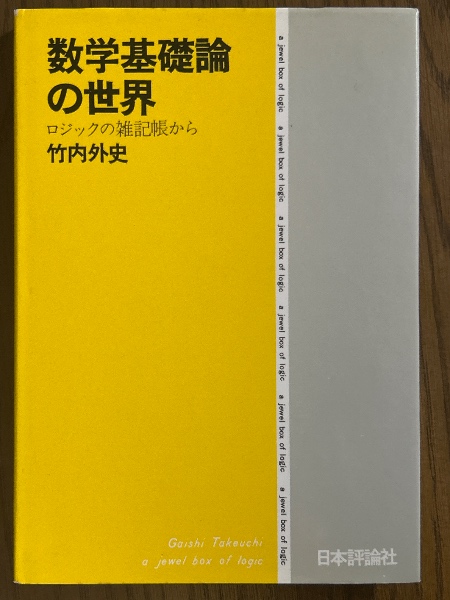 数学基礎論
の世界
ロジックの雑記帳から
竹内外史
a jewel box of logic a jewel box of logic a jewel box of logic a jewel box of logic a jewel box of logic a jewel box of logic
Gaishi Takeuchi
a jewel box of logic
日本評論社